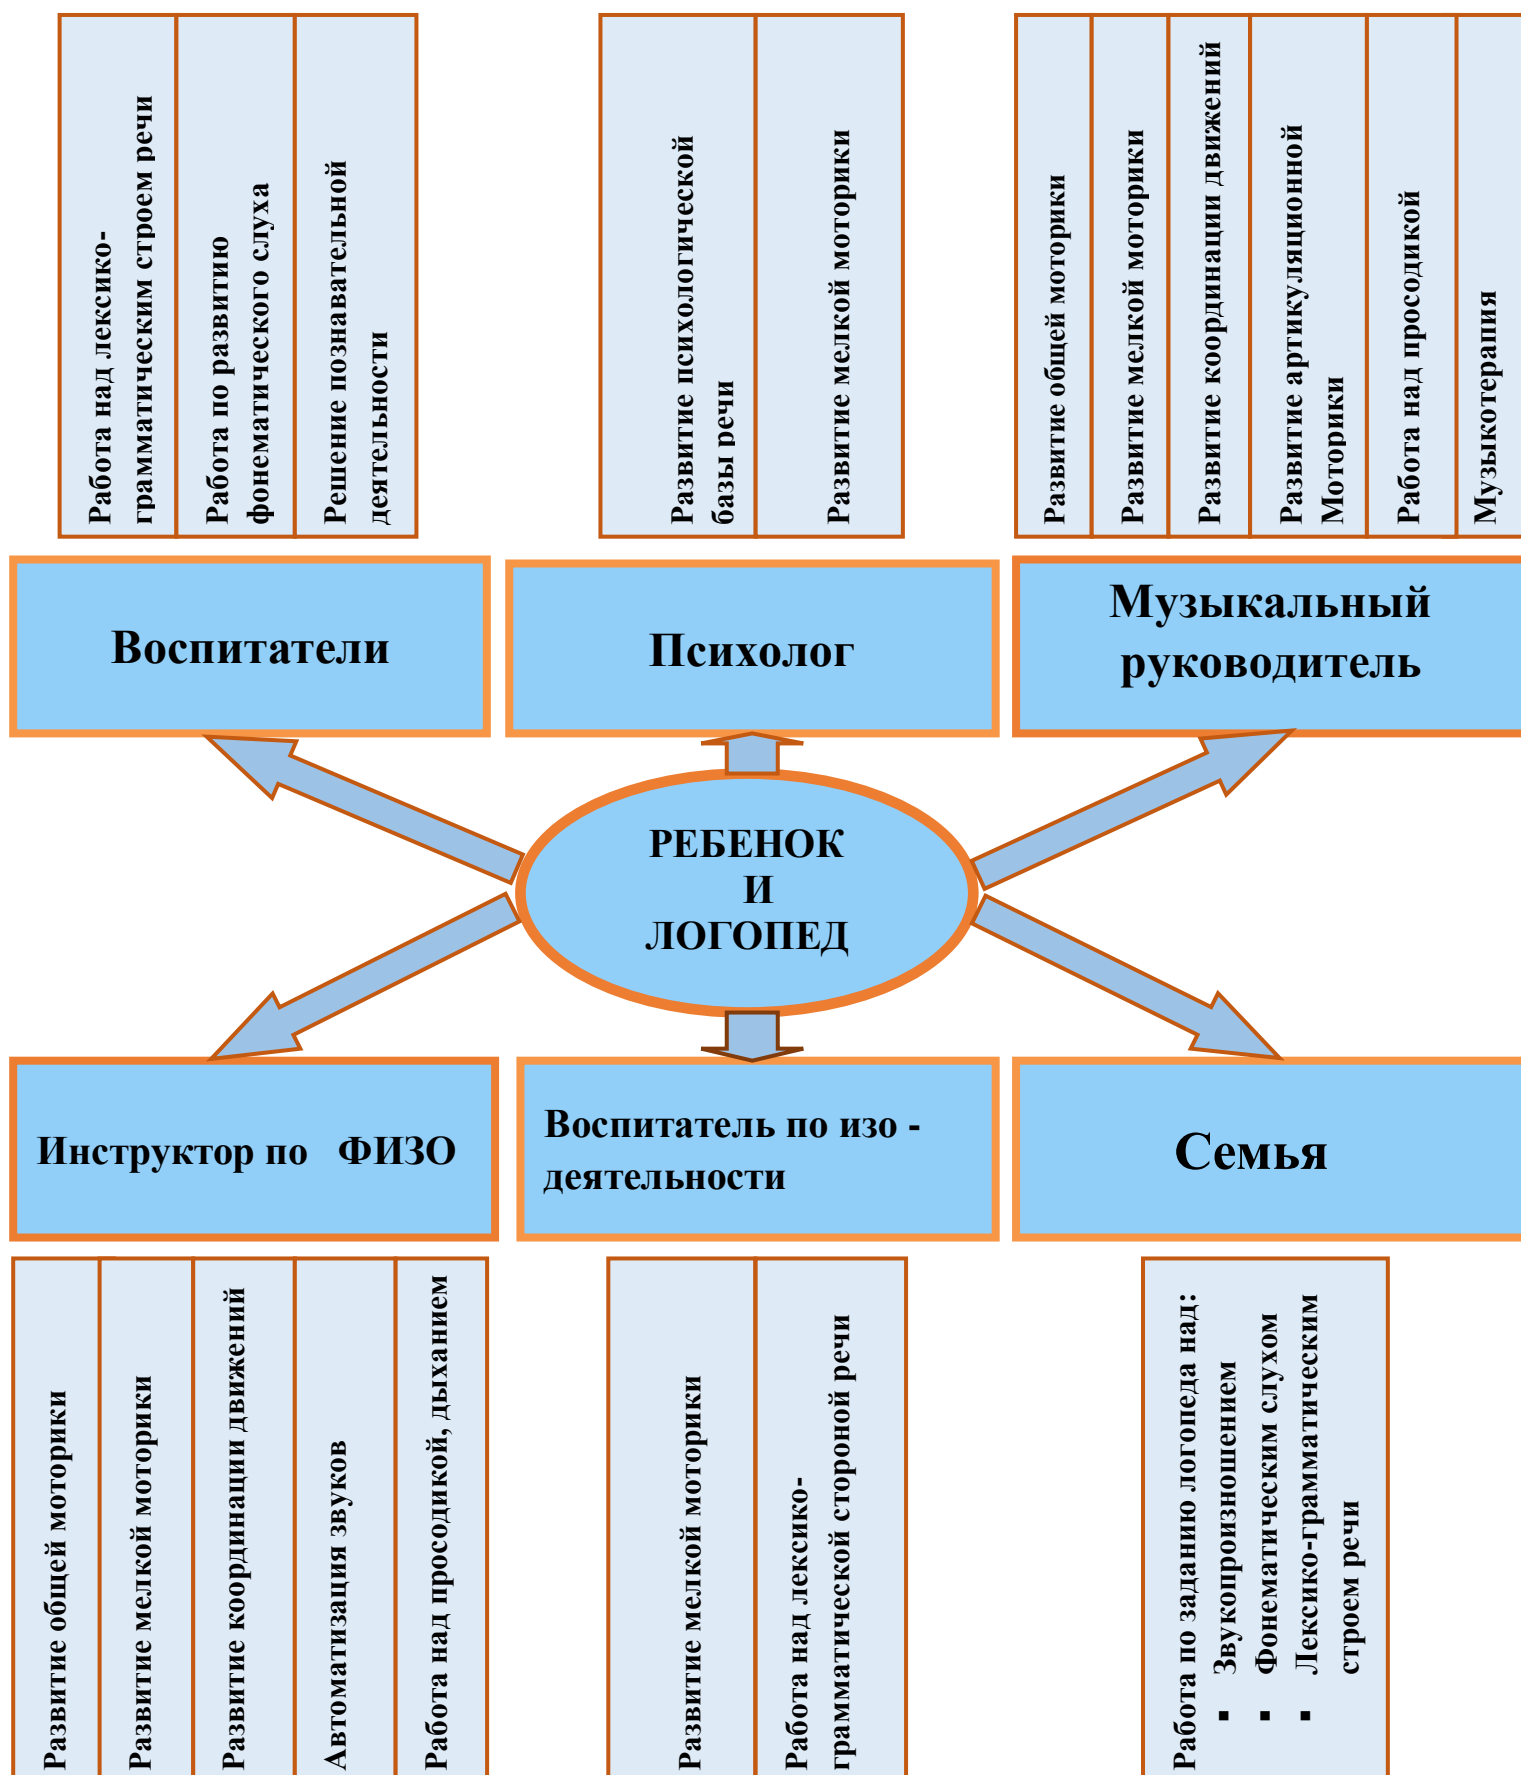 Работа над лексико-
грамматическим строем речи
Работа по развитию
фонематического слуха
Решение познавательной
деятельности
Развитие психологической
базы речи
Развитие мелкой моторики
Развитие общей моторики
Развитие мелкой моторики
Развитие координации движений
Развитие артикуляционной
Моторики
Работа над просодикой
Музыкотерапия
Воспитатели
Психолог
Музыкальный
руководитель
РЕБЕНОК
И
ЛОГОПЕД
Инструктор по ФИЗО
Воспитатель по изо -
деятельности
Семья
Развитие общей моторики
Развитие мелкой моторики
Развитие координации движений
Автоматизация звуков
Работа над просодикой, дыханием
Развитие мелкой моторики
Работа над лексико-
грамматической стороной речи
Работа по заданию логопеда над:
▪ Звукопроизношением
▪ Фонематическим слухом
▪ Лексико-грамматическим
строем речи